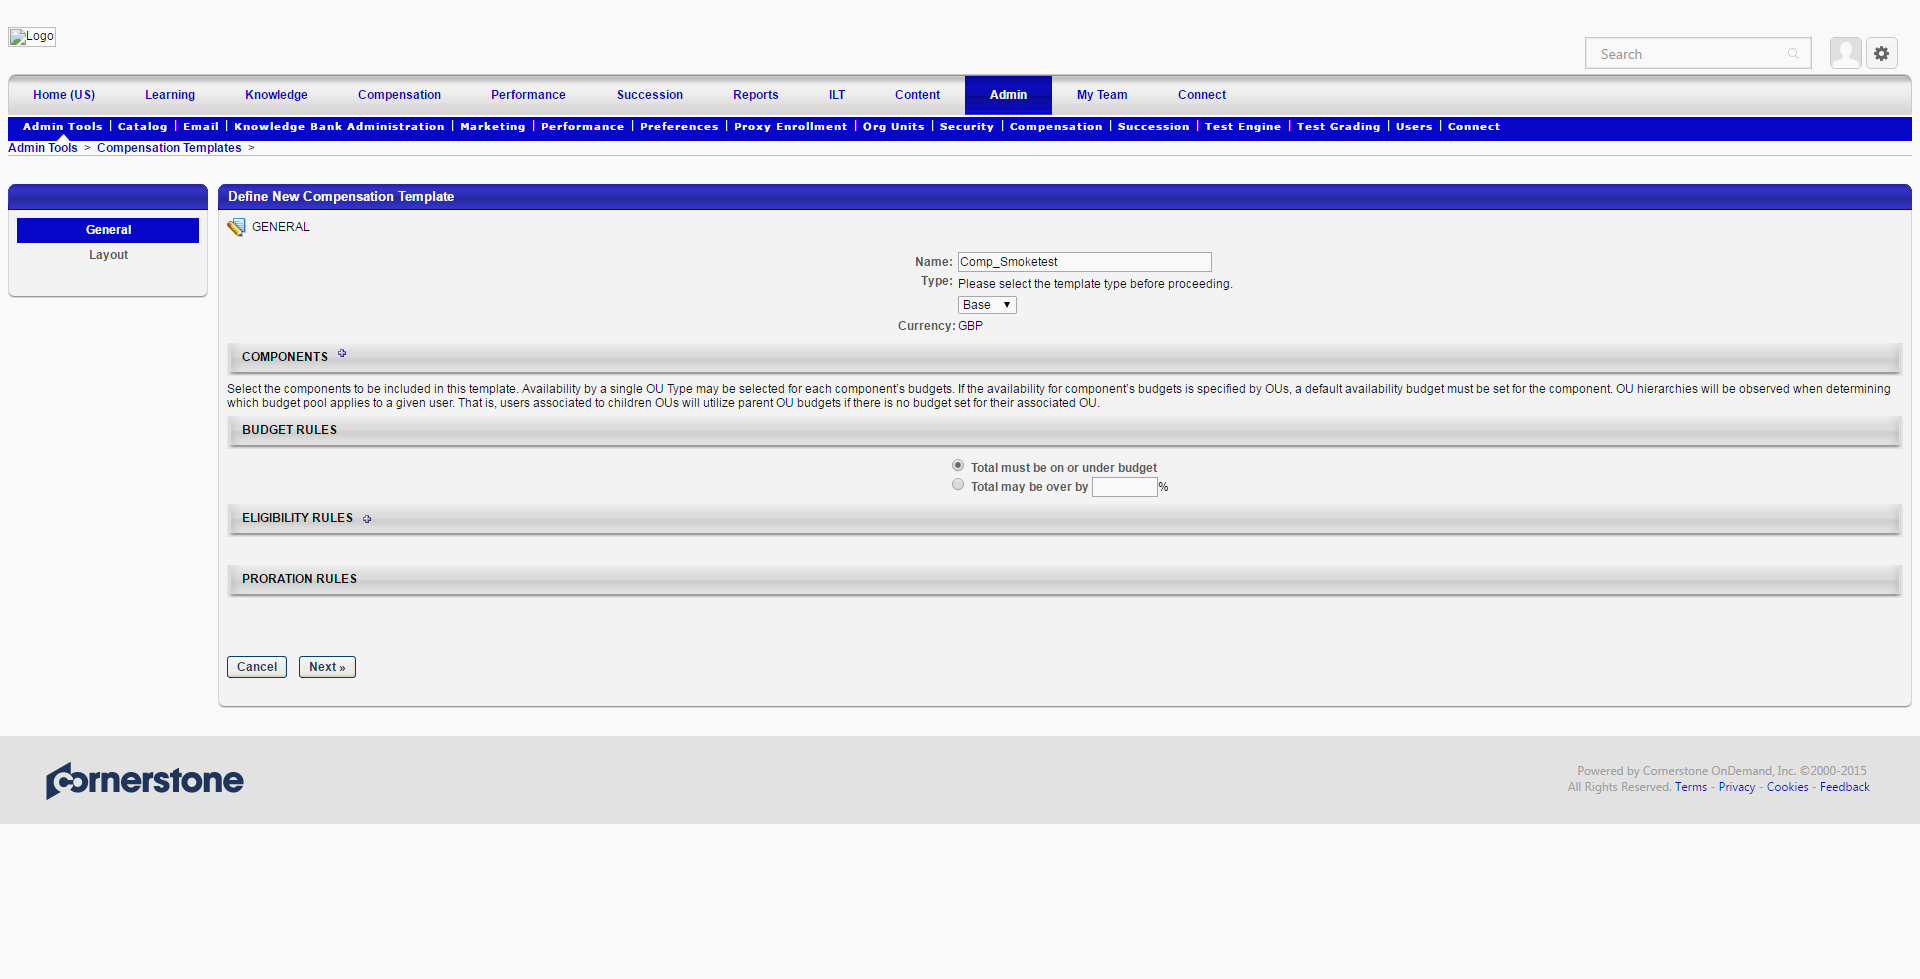 Logo
Search
Home (US) Learning Knowledge Compensation Performance Succession Reports ILT Content Admin My Team Connect
Admin Tools | Catalog | Email | Knowledge Bank Administration | Marketing | Performance | Preferences | Proxy Enrollment | Org Units | Security | Compensation | Succession | Test Engine | Test Grading | Users | Connect
Admin Tools > Compensation Templates >
General
Layout
Define New Compensation Template
GENERAL
Name: Comp_Smoketest
Type: Please select the template type before proceeding.
Base ▼
Currency: GBP
COMPONENTS
Select the components to be included in this template. Availability by a single OU Type may be selected for each component's budgets. If the availability for component's budgets is specified by OUs, a default availability budget must be set for the component. OU hierarchies will be observed when determining
which budget pool applies to a given user. That is, users associated to children OUs will utilize parent OU budgets if there is no budget set for their associated OU.
BUDGET RULES
Total must be on or under budget
Total may be over by %
ELIGIBILITY RULES
PRORATION RULES
Cancel Next »
Cornerstone
Powered by Cornerstone OnDemand, Inc. ©2000-2015
All Rights Reserved. Terms - Privacy - Cookies - Feedback